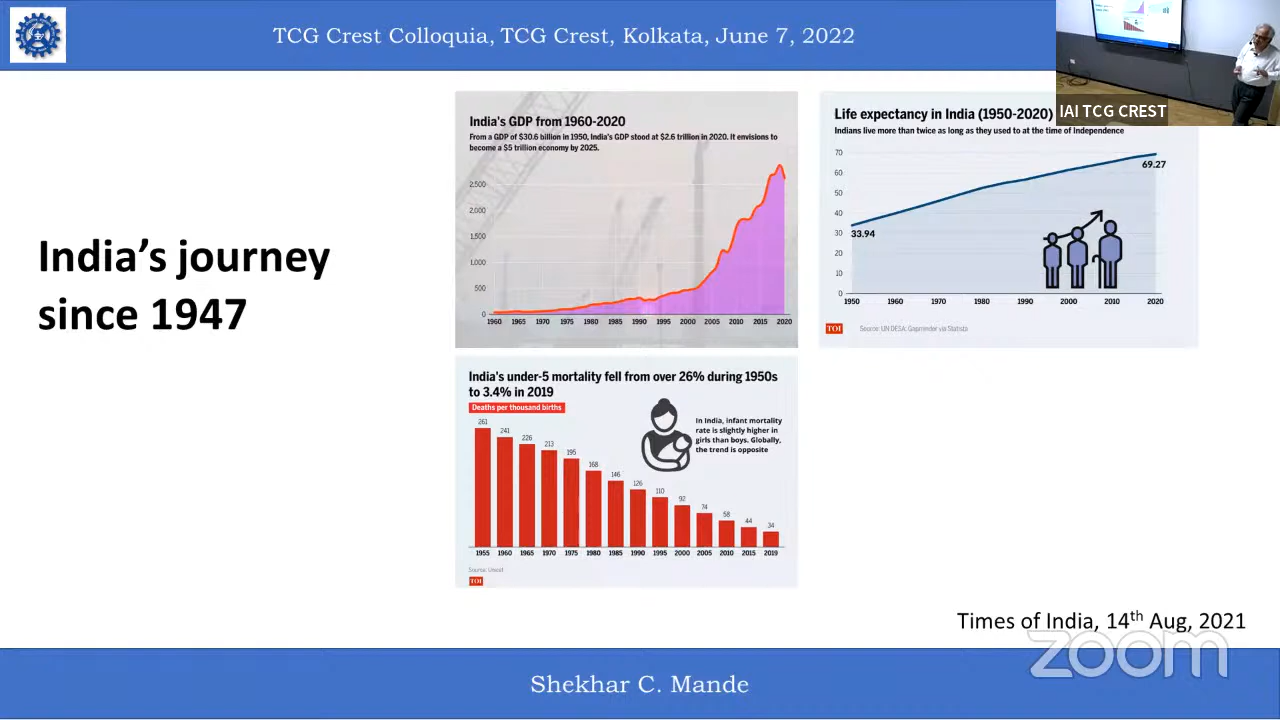 TCG Crest Colloquia, TCG Crest, Kolkata, June 7, 2022
IAI TCG CREST
India's journey
since 1947
India's GDP from 1960-2020
From a GDP of $30.6 billion in 1950, India's GDP stood at $2.6 trillion in 2020. It envisions to
become a $5 trillion economy by 2025.
2,500
2,000
1,500
1,000
500
0
1960 1965 1970 1975 1980 1985 1990 1995 2000 2005 2010 2015 2020
Life expectancy in India (1950-2020)
Indians live more than twice as long as they used to at the time of Independence
70
60
50
40
30
20
10
0
69.27
33.94
1950 1960 1970 1980 1990 2000 2010 2020
TOI Source: UN DESA: Gapminder via Statista
India's under-5 mortality fell from over 26% during 1950s
to 3.4% in 2019
Deaths per thousand births
In India, infant mortality
rate is slightly higher in
girls than boys. Globally,
the trend is opposite
261 241 226 213 195 168 146 126 110 92 74 58 44 34
1955 1960 1965 1970 1975 1980 1985 1990 1995 2000 2005 2010 2015 2019
Source:
TOI
Times of India, 14th Aug, 2021
zoom
Shekhar C. Mande